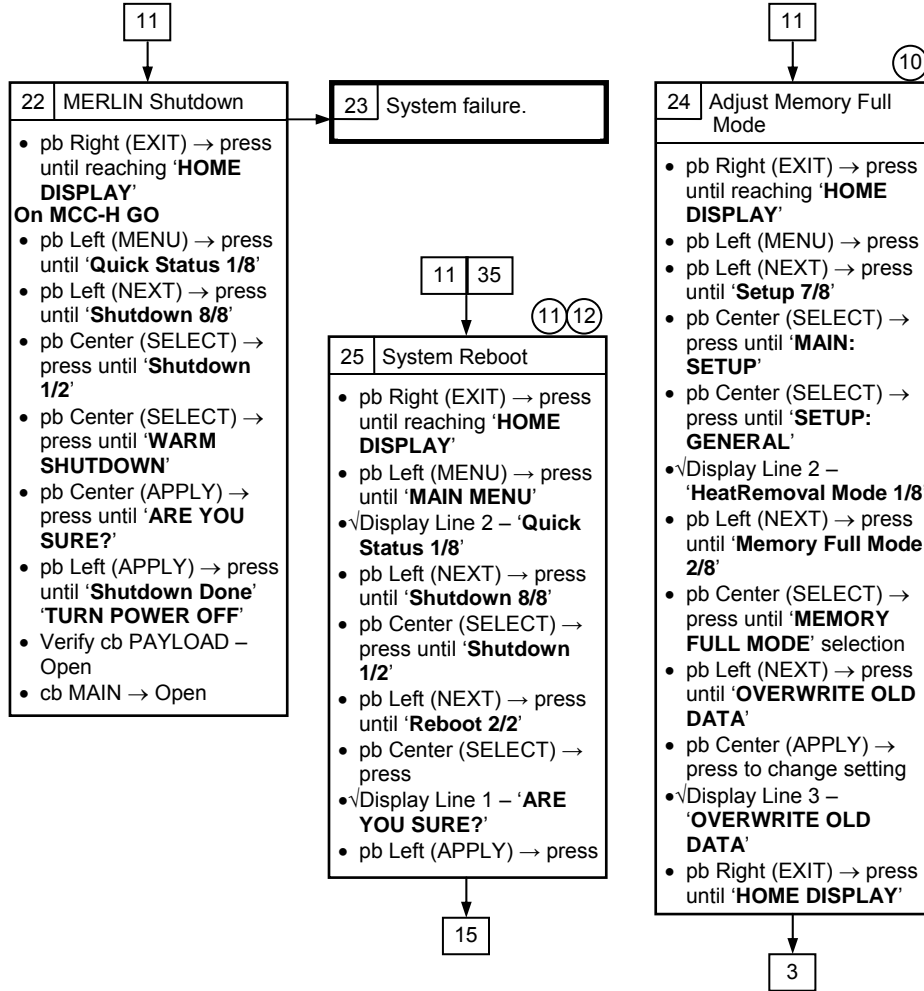 11
22 MERLIN Shutdown
• pb Right (EXIT) → press
until reaching ‘HOME
DISPLAY’
On MCC-H GO
• pb Left (MENU) → press
until ‘Quick Status 1/8’
• pb Left (NEXT) → press
until ‘Shutdown 8/8’
• pb Center (SELECT) →
press until ‘Shutdown
1/2’
• pb Center (SELECT) →
press until ‘WARM
SHUTDOWN’
• pb Center (APPLY) →
press until ‘ARE YOU
SURE?’
• pb Left (APPLY) → press
until ‘Shutdown Done’
‘TURN POWER OFF’
• Verify cb PAYLOAD –
Open
• cb MAIN → Open
23 System failure.
11 35
11 12
25 System Reboot
• pb Right (EXIT) → press
until reaching ‘HOME
DISPLAY’
• pb Left (MENU) → press
until ‘MAIN MENU’
•√Display Line 2 – ‘Quick
Status 1/8’
• pb Left (NEXT) → press
until ‘Shutdown 8/8’
• pb Center (SELECT) →
press until ‘Shutdown
1/2’
• pb Left (NEXT) → press
until ‘Reboot 2/2’
• pb Center (SELECT) →
press
•√Display Line 1 – ‘ARE
YOU SURE?’
• pb Left (APPLY) → press
15
11
10
24 Adjust Memory Full
Mode
• pb Right (EXIT) → press
until reaching ‘HOME
DISPLAY’
• pb Left (MENU) → press
• pb Left (NEXT) → press
until ‘Setup 7/8’
• pb Center (SELECT) →
press until ‘MAIN:
SETUP’
• pb Center (SELECT) →
press until ‘SETUP:
GENERAL’
•√Display Line 2 –
‘HeatRemoval Mode 1/8’
• pb Left (NEXT) → press
until ‘Memory Full Mode
2/8’
• pb Center (SELECT) →
press until ‘MEMORY
FULL MODE’ selection
• pb Left (NEXT) → press
until ‘OVERWRITE OLD
DATA’
• pb Center (APPLY) →
press to change setting
•√Display Line 3 –
‘OVERWRITE OLD
DATA’
• pb Right (EXIT) → press
until ‘HOME DISPLAY’
3